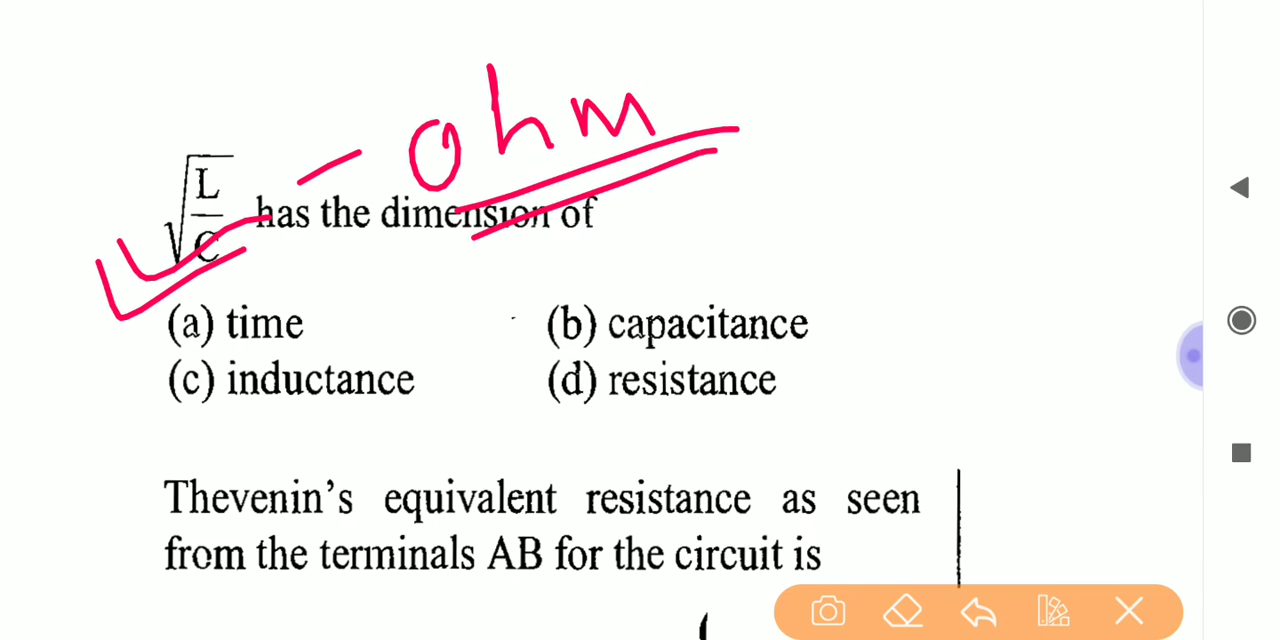 - Ohm
√L/C has the dimension of
(a) time (b) capacitance
(c) inductance (d) resistance
Thevenin's equivalent resistance as seen
from the terminals AB for the circuit is